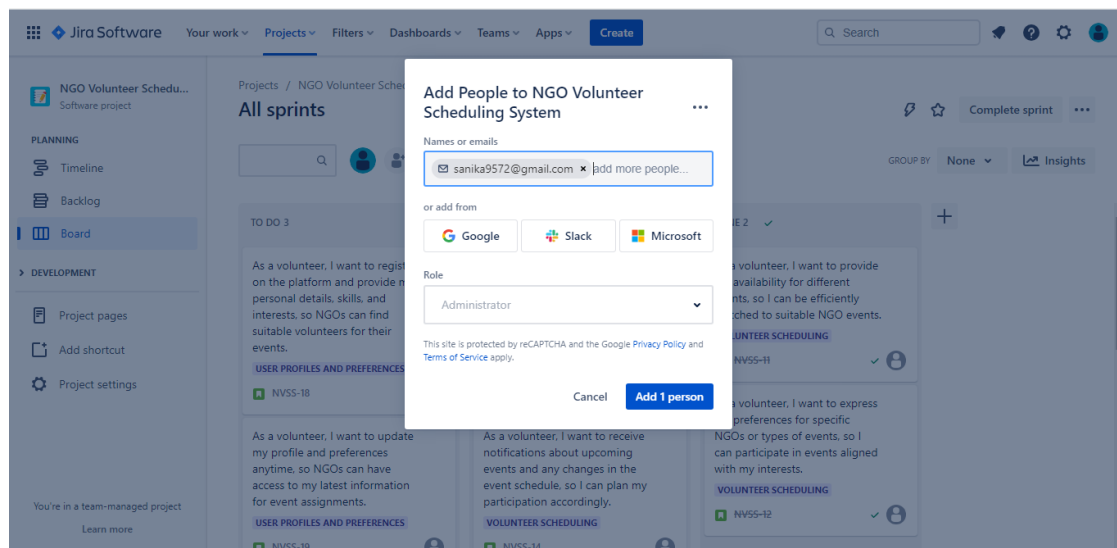 Jira Software Your work Projects Filters Dashboards Teams Apps Create Search
NGO Volunteer Schedu...
Software project
PLANNING
Timeline
Backlog
Board
DEVELOPMENT
Project pages
Add shortcut
Project settings
You're in a team-managed project
Learn more
Projects / NGO Volunteer Sche
All sprints
Complete sprint
GROUP BY None Insights
Add People to NGO Volunteer
Scheduling System
Names or emails
sanika9572@gmail.com × add more people...
or add from
Google Slack Microsoft
Role
Administrator
This site is protected by reCAPTCHA and the Google Privacy Policy and
Terms of Service apply.
Cancel Add 1 person
TO DO 3
As a volunteer, I want to regist
on the platform and provide
personal details, skills, and
interests, so NGOs can find
suitable volunteers for their
events.
USER PROFILES AND PREFERENCES
NVSS-18
As a volunteer, I want to update
my profile and preferences
anytime, so NGOs can have
access to my latest information
for event assignments.
USER PROFILES AND PREFERENCES
NVSS-19
As a volunteer, I want to receive
notifications about upcoming
events and any changes in the
event schedule, so I can plan my
participation accordingly.
VOLUNTEER SCHEDULING
NVSS-14
NE 2
volunteer, I want to provide
availability for different
nts, so I can be efficiently
ched to suitable NGO events.
UNTEER SCHEDULING
NVSS-11
volunteer, I want to express
preferences for specific
NGOs or types of events, so I
can participate in events aligned
with my interests.
VOLUNTEER SCHEDULING
NVSS-12